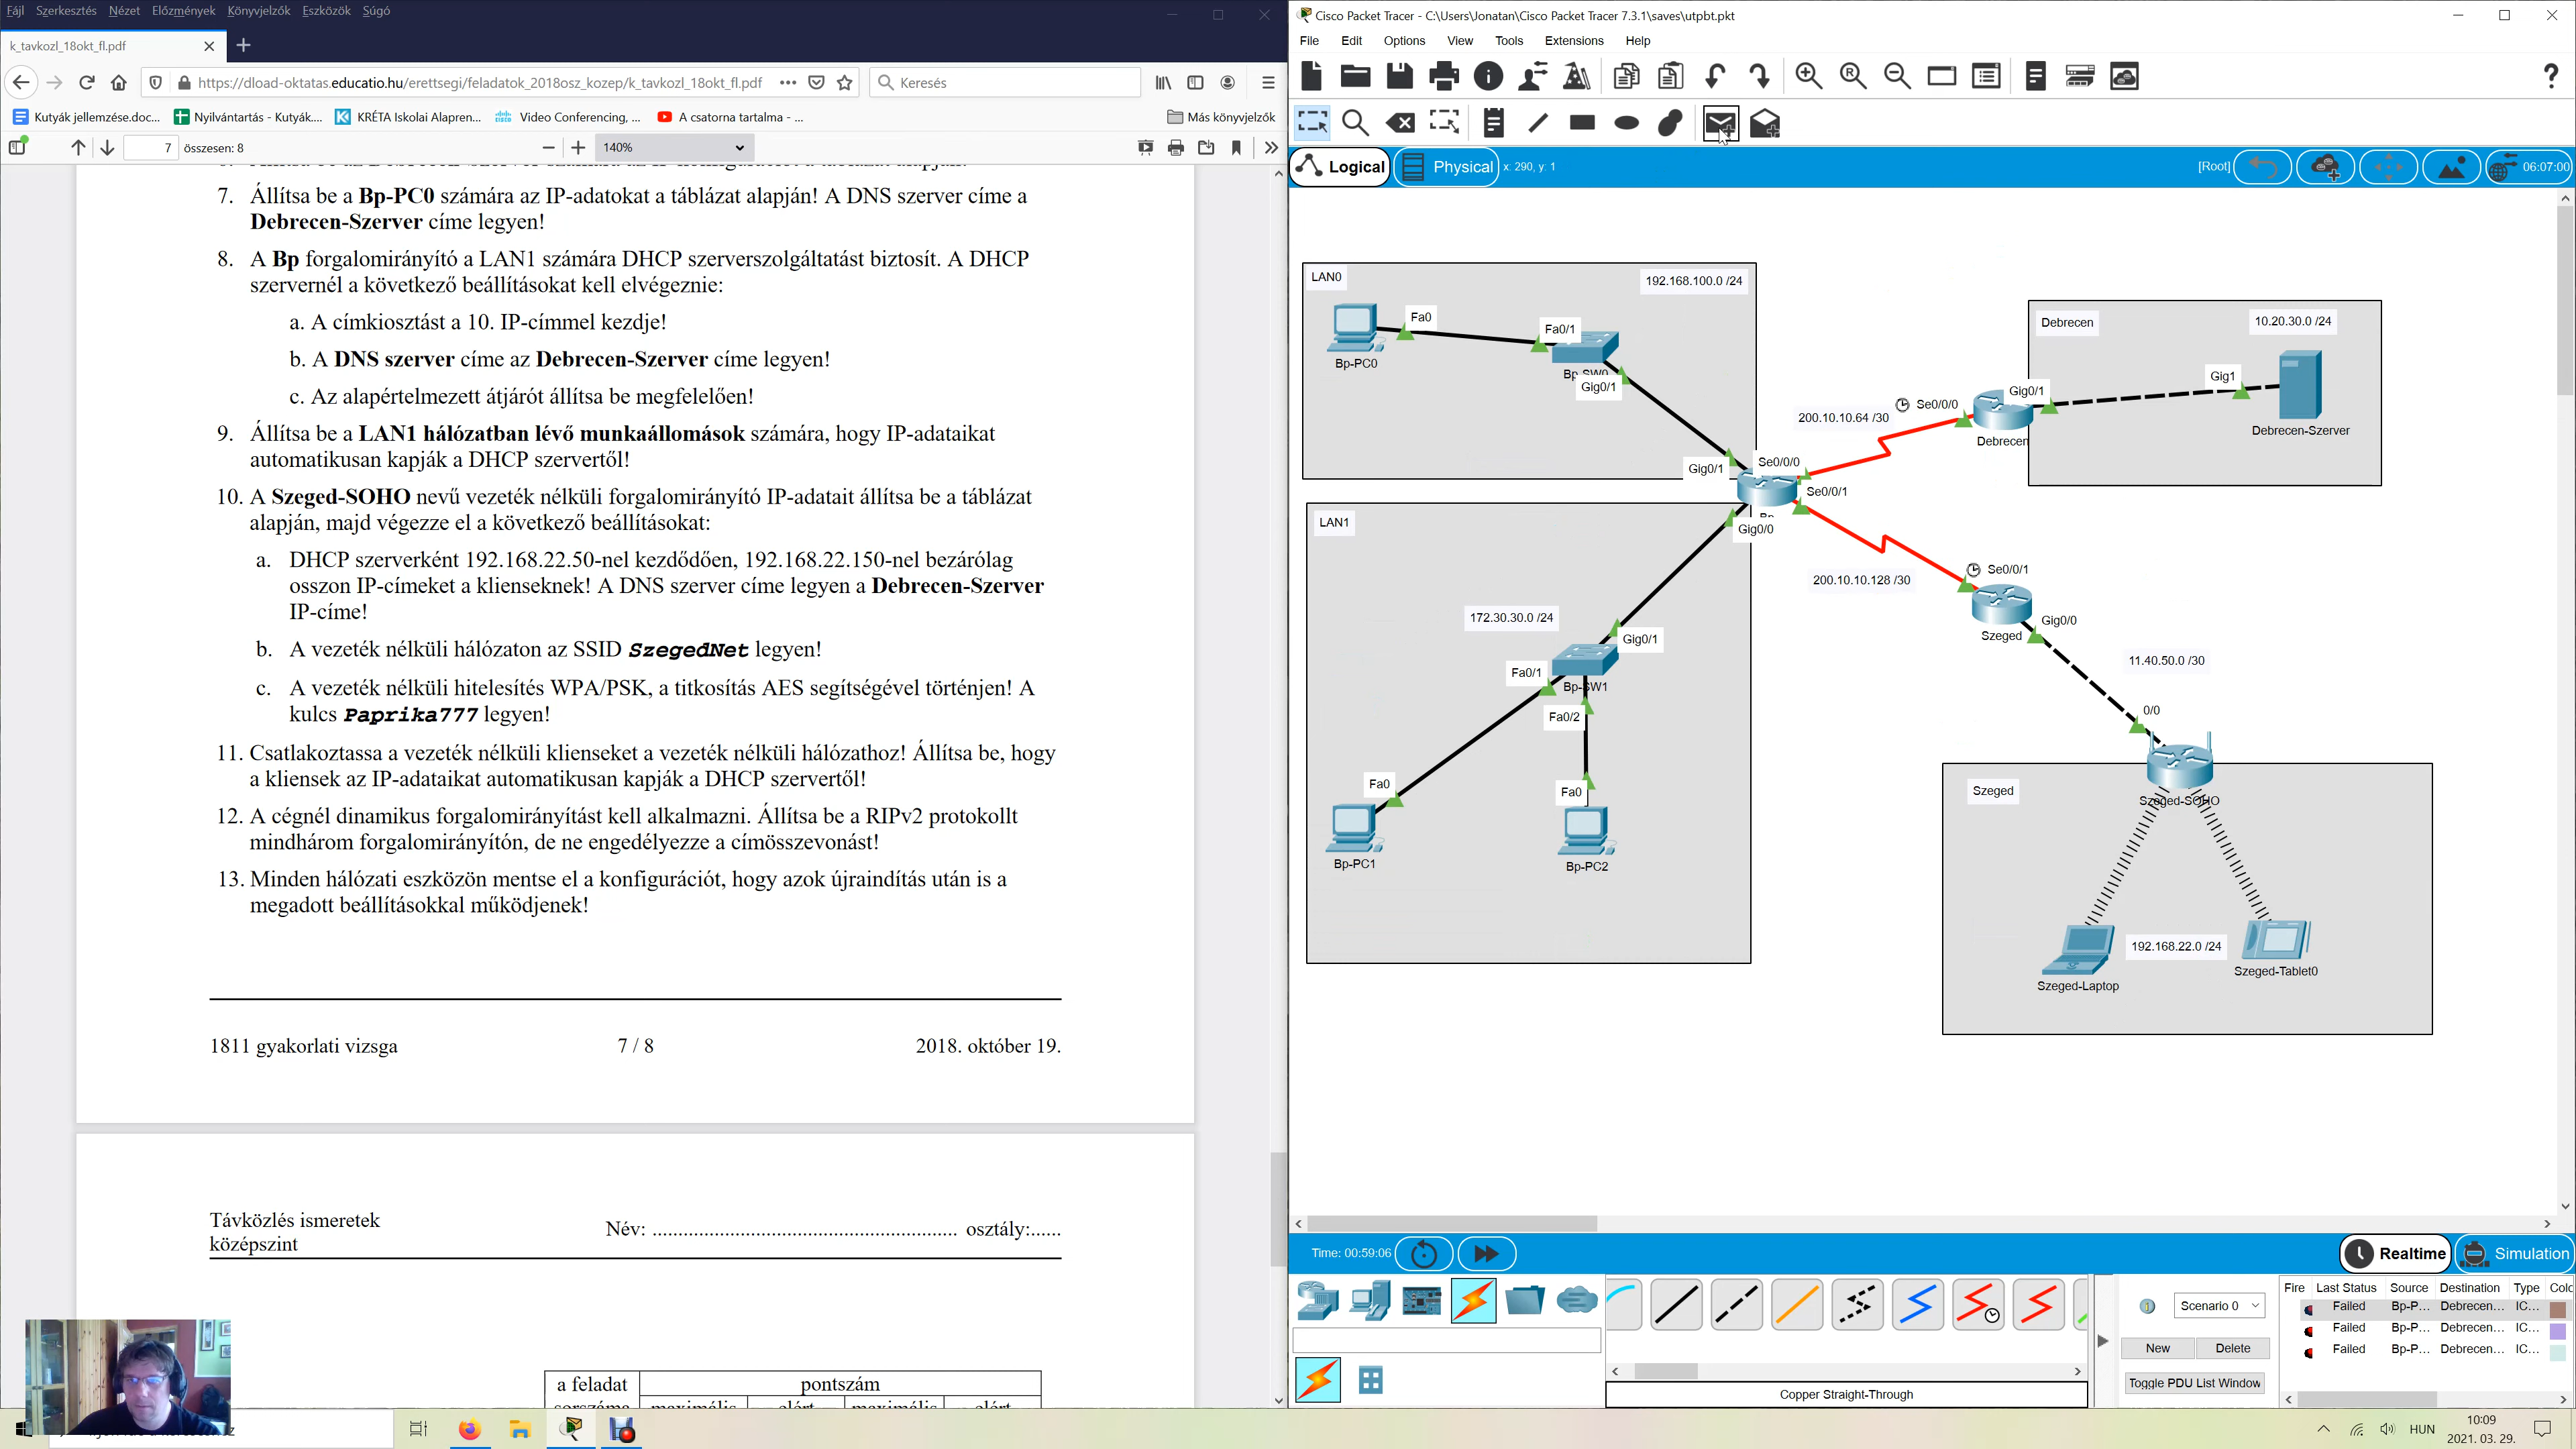 Fájl Szerkesztés Nézet Előzmények Könyvjelzők Eszközök Súgó
k_tavkozl_18okt_fl.pdf
https://dload-oktatas.educatio.hu/erettsegi/feladatok_2018osz_kozep/k_tavkozl_18okt_fl.pdf
Keresés
Kutyák jellemzése.doc...
Nyilvántartás - Kutyák....
KRÉTA Iskolai Alapren...
Video Conferencing, ...
A csatorna tartalma - ...
Más könyvjelzők
7 összesen: 8
140%
7. Állítsa be a Bp-PC0 számára az IP-adatokat a táblázat alapján! A DNS szerver címe a
Debrecen-Szerver címe legyen!
8. A Bp forgalomirányító a LAN1 számára DHCP szerverszolgáltatást biztosít. A DHCP
szervernél a következő beállításokat kell elvégeznie:
a. A címkiosztást a 10. IP-címmel kezdje!
b. A DNS szerver címe az Debrecen-Szerver címe legyen!
c. Az alapértelmezett átjárót állítsa be megfelelően!
9. Állítsa be a LAN1 hálózatban lévő munkaállomások számára, hogy IP-adataikat
automatikusan kapják a DHCP szervertől!
10. A Szeged-SOHO nevű vezeték nélküli forgalomirányító IP-adatait állítsa be a táblázat
alapján, majd végezze el a következő beállításokat:
a. DHCP szerverként 192.168.22.50-nel kezdődően, 192.168.22.150-nel bezárólag
osszon IP-címeket a klienseknek! A DNS szerver címe legyen a Debrecen-Szerver
IP-címe!
b. A vezeték nélküli hálózaton az SSID SzegedNet legyen!
c. A vezeték nélküli hitelesítés WPA/PSK, a titkosítás AES segítségével történjen! A
kulcs Paprika777 legyen!
11. Csatlakoztassa a vezeték nélküli klienseket a vezeték nélküli hálózathoz! Állítsa be, hogy
a kliensek az IP-adataikat automatikusan kapják a DHCP szervertől!
12. A cégnél dinamikus forgalomirányítást kell alkalmazni. Állítsa be a RIPv2 protokollt
mindhárom forgalomirányítón, de ne engedélyezze a címösszevonást!
13. Minden hálózati eszközön mentse el a konfigurációt, hogy azok újraindítás után is a
megadott beállításokkal működjenek!
1811 gyakorlati vizsga 7 / 8 2018. október 19.
Távközlés ismeretek
középszint
Név: ........................................................... osztály:......
a feladat
pontszám
Cisco Packet Tracer - C:\Users\Jonatan\Cisco Packet Tracer 7.3.1\saves\utpbt.pkt
File Edit Options View Tools Extensions Help
Logical
Physical
x: 290, y: 1
[Root]
06:07:00
LAN0
192.168.100.0 /24
Fa0
Fa0/1
Bp-PC0
Bp-SW0
Gig0/1
Debrecen
10.20.30.0 /24
Gig1
Gig0/1
Debrecen-Szerver
Debrecen
Se0/0/0
200.10.10.64 /30
Gig0/1
Se0/0/0
Se0/0/1
Bp
Gig0/0
LAN1
200.10.10.128 /30
Se0/0/1
Szeged
Gig0/0
172.30.30.0 /24
Gig0/1
Fa0/1
Bp-SW1
Fa0/2
11.40.50.0 /30
0/0
Fa0
Fa0
Bp-PC1
Bp-PC2
Szeged
Szeged-SOHO
192.168.22.0 /24
Szeged-Laptop
Szeged-Tablet0
Time: 00:59:06
Realtime
Simulation
Copper Straight-Through
Scenario 0
New
Delete
Toggle PDU List Window
Fire Last Status Source Destination Type Colo
Failed Bp-P... Debrecen... IC...
Failed Bp-P... Debrecen... IC...
Failed Bp-P... Debrecen... IC...
HUN
10:09
2021. 03. 29.